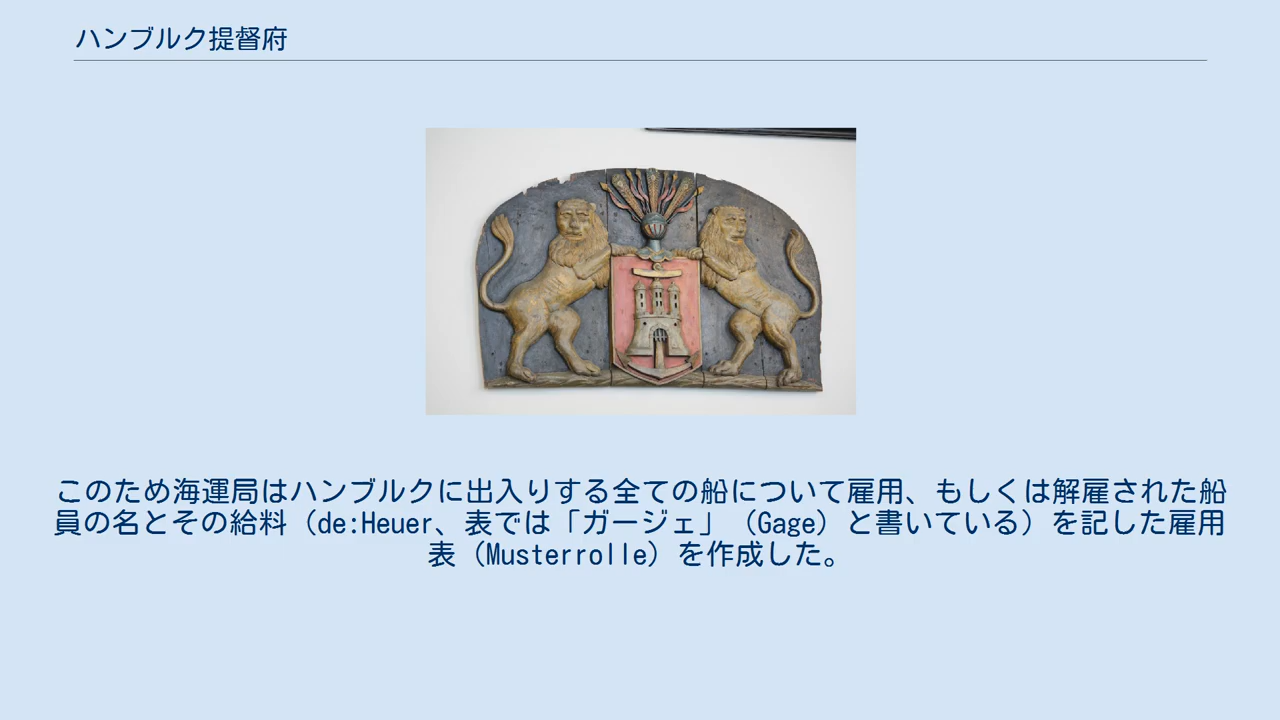 ハンブルク提督府
このため海運局はハンブルクに出入りする全ての船について雇用、もしくは解雇された船
員の名とその給料（de:Heuer、表では「ガージェ」（Gage）と書いている）を記した雇用
表（Musterrolle）を作成した。